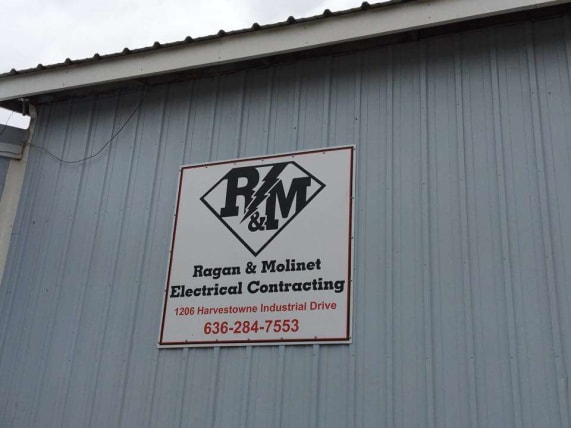 R&M
Ragan & Molinet
Electrical Contracting
1206 Harvestowne Industrial Drive
636-284-7553